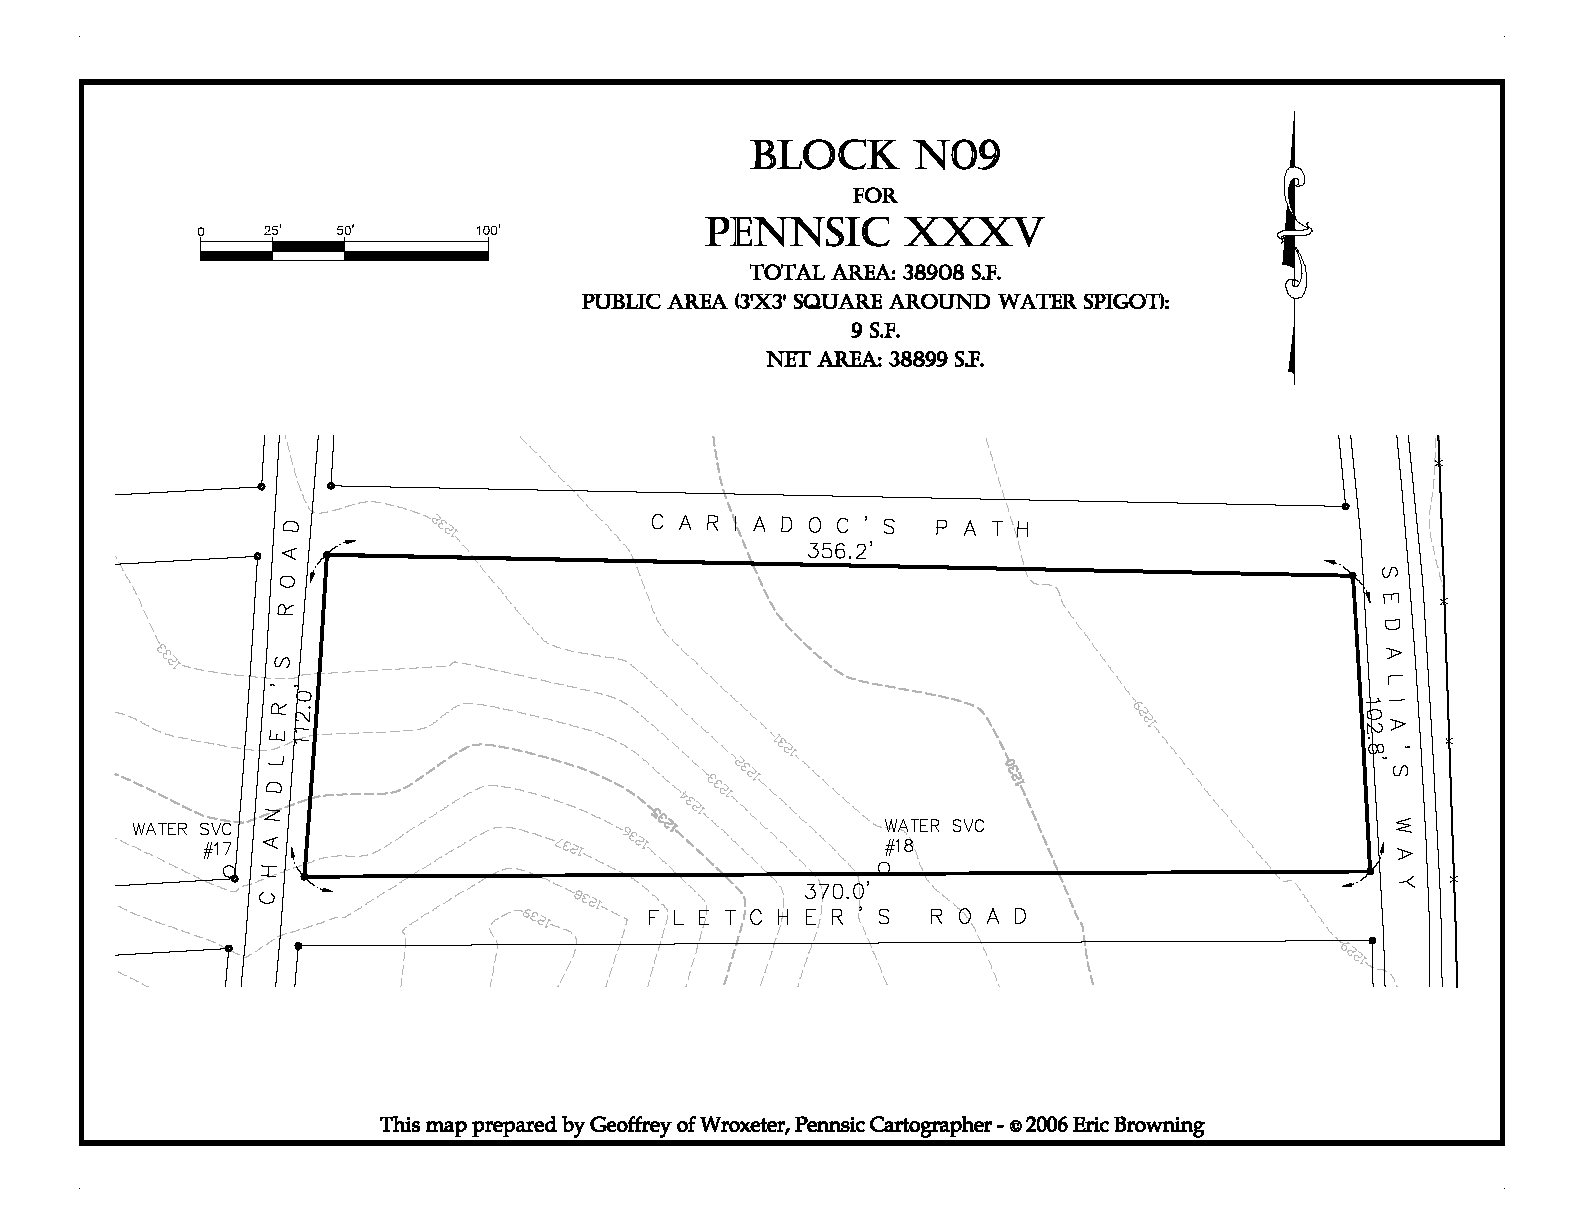 BLOCK N09
FOR
PENNSIC XXXV
TOTAL AREA: 38908 S.F.
PUBLIC AREA (3'X3' SQUARE AROUND WATER SPIGOT):
9 S.F.
NET AREA: 38899 S.F.
0 25' 50' 100'
CARIADOC'S PATH
356.2'
CHANDLER'S ROAD
112.0'
SEDALIA'S WAY
102.8'
1232
1233
1229
1231
1232
1233
1234
1235
1236
1237
1238
1239
1230
1229
WATER SVC
#17
WATER SVC
#18
370.0'
FLETCHER'S ROAD
This map prepared by Geoffrey of Wroxeter, Pennsic Cartographer - © 2006 Eric Browning